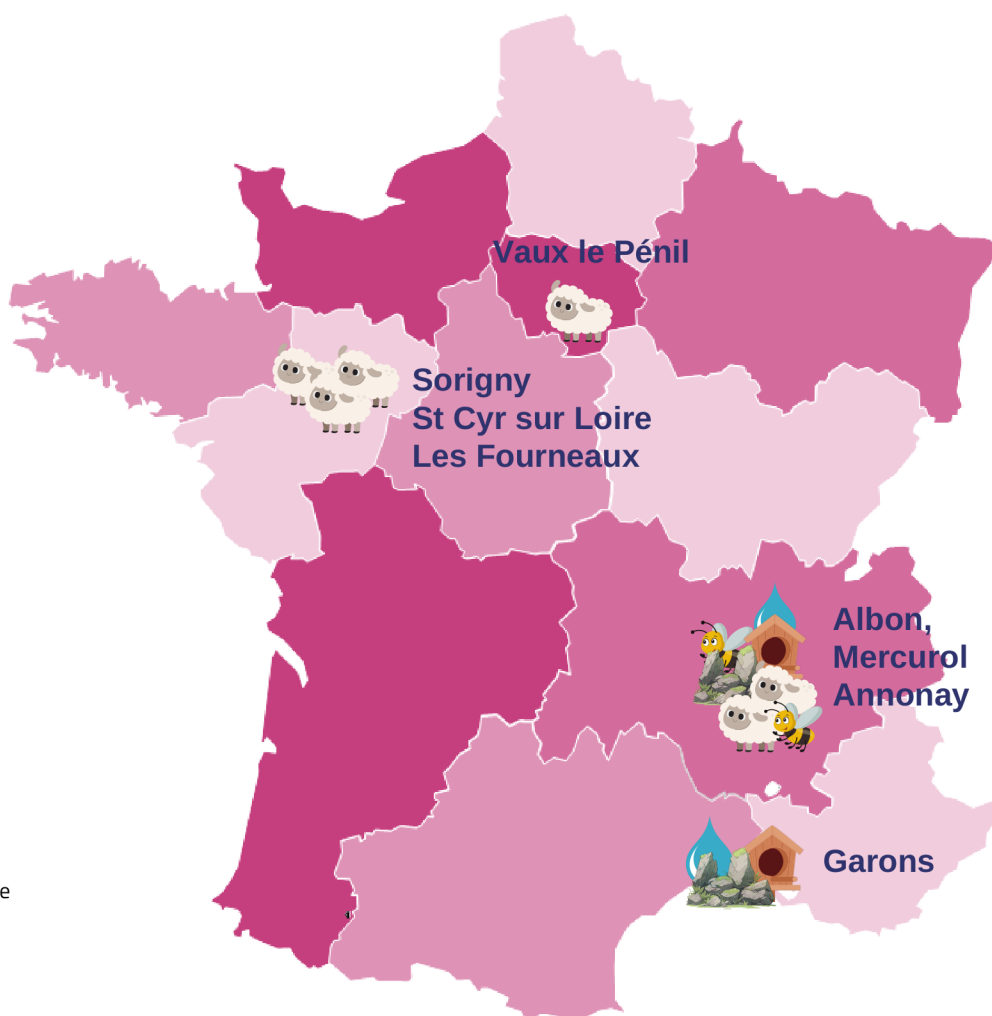 Vaux le Pénil
Sorigny
St Cyr sur Loire
Les Fourneaux
Albon,
Mercurol
Annonay
Garons
e